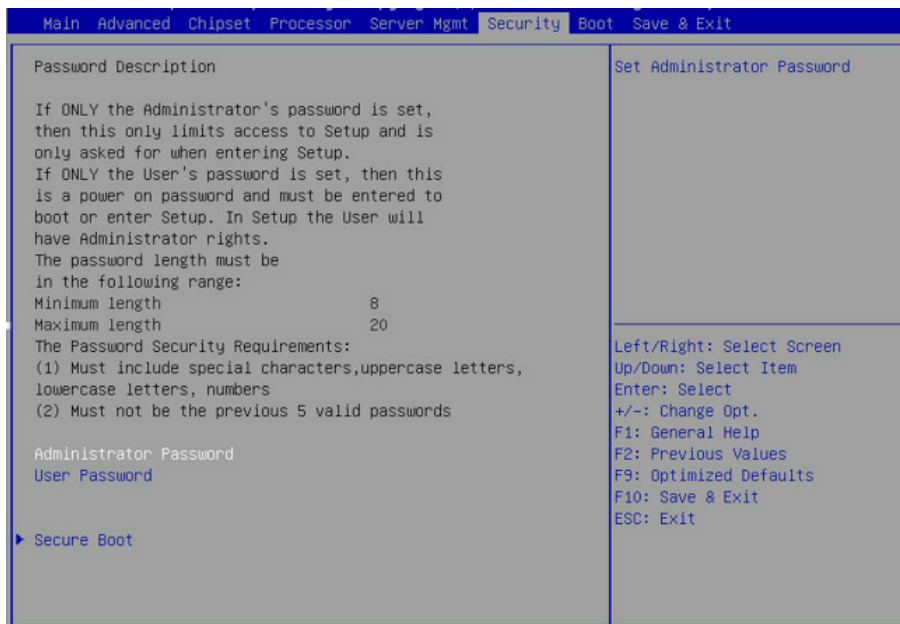 Main Advanced Chipset Processor Server Mgmt Security Boot Save & Exit
Password Description
If ONLY the Administrator's password is set,
then this only limits access to Setup and is
only asked for when entering Setup.
If ONLY the User's password is set, then this
is a power on password and must be entered to
boot or enter Setup. In Setup the User will
have Administrator rights.
The password length must be
in the following range:
Minimum length 8
Maximum length 20
The Password Security Requirements:
(1) Must include special characters,uppercase letters,
lowercase letters, numbers
(2) Must not be the previous 5 valid passwords
Administrator Password
User Password
Secure Boot
Set Administrator Password
Left/Right: Select Screen
Up/Down: Select Item
Enter: Select
+/-: Change Opt.
F1: General Help
F2: Previous Values
F9: Optimized Defaults
F10: Save & Exit
ESC: Exit